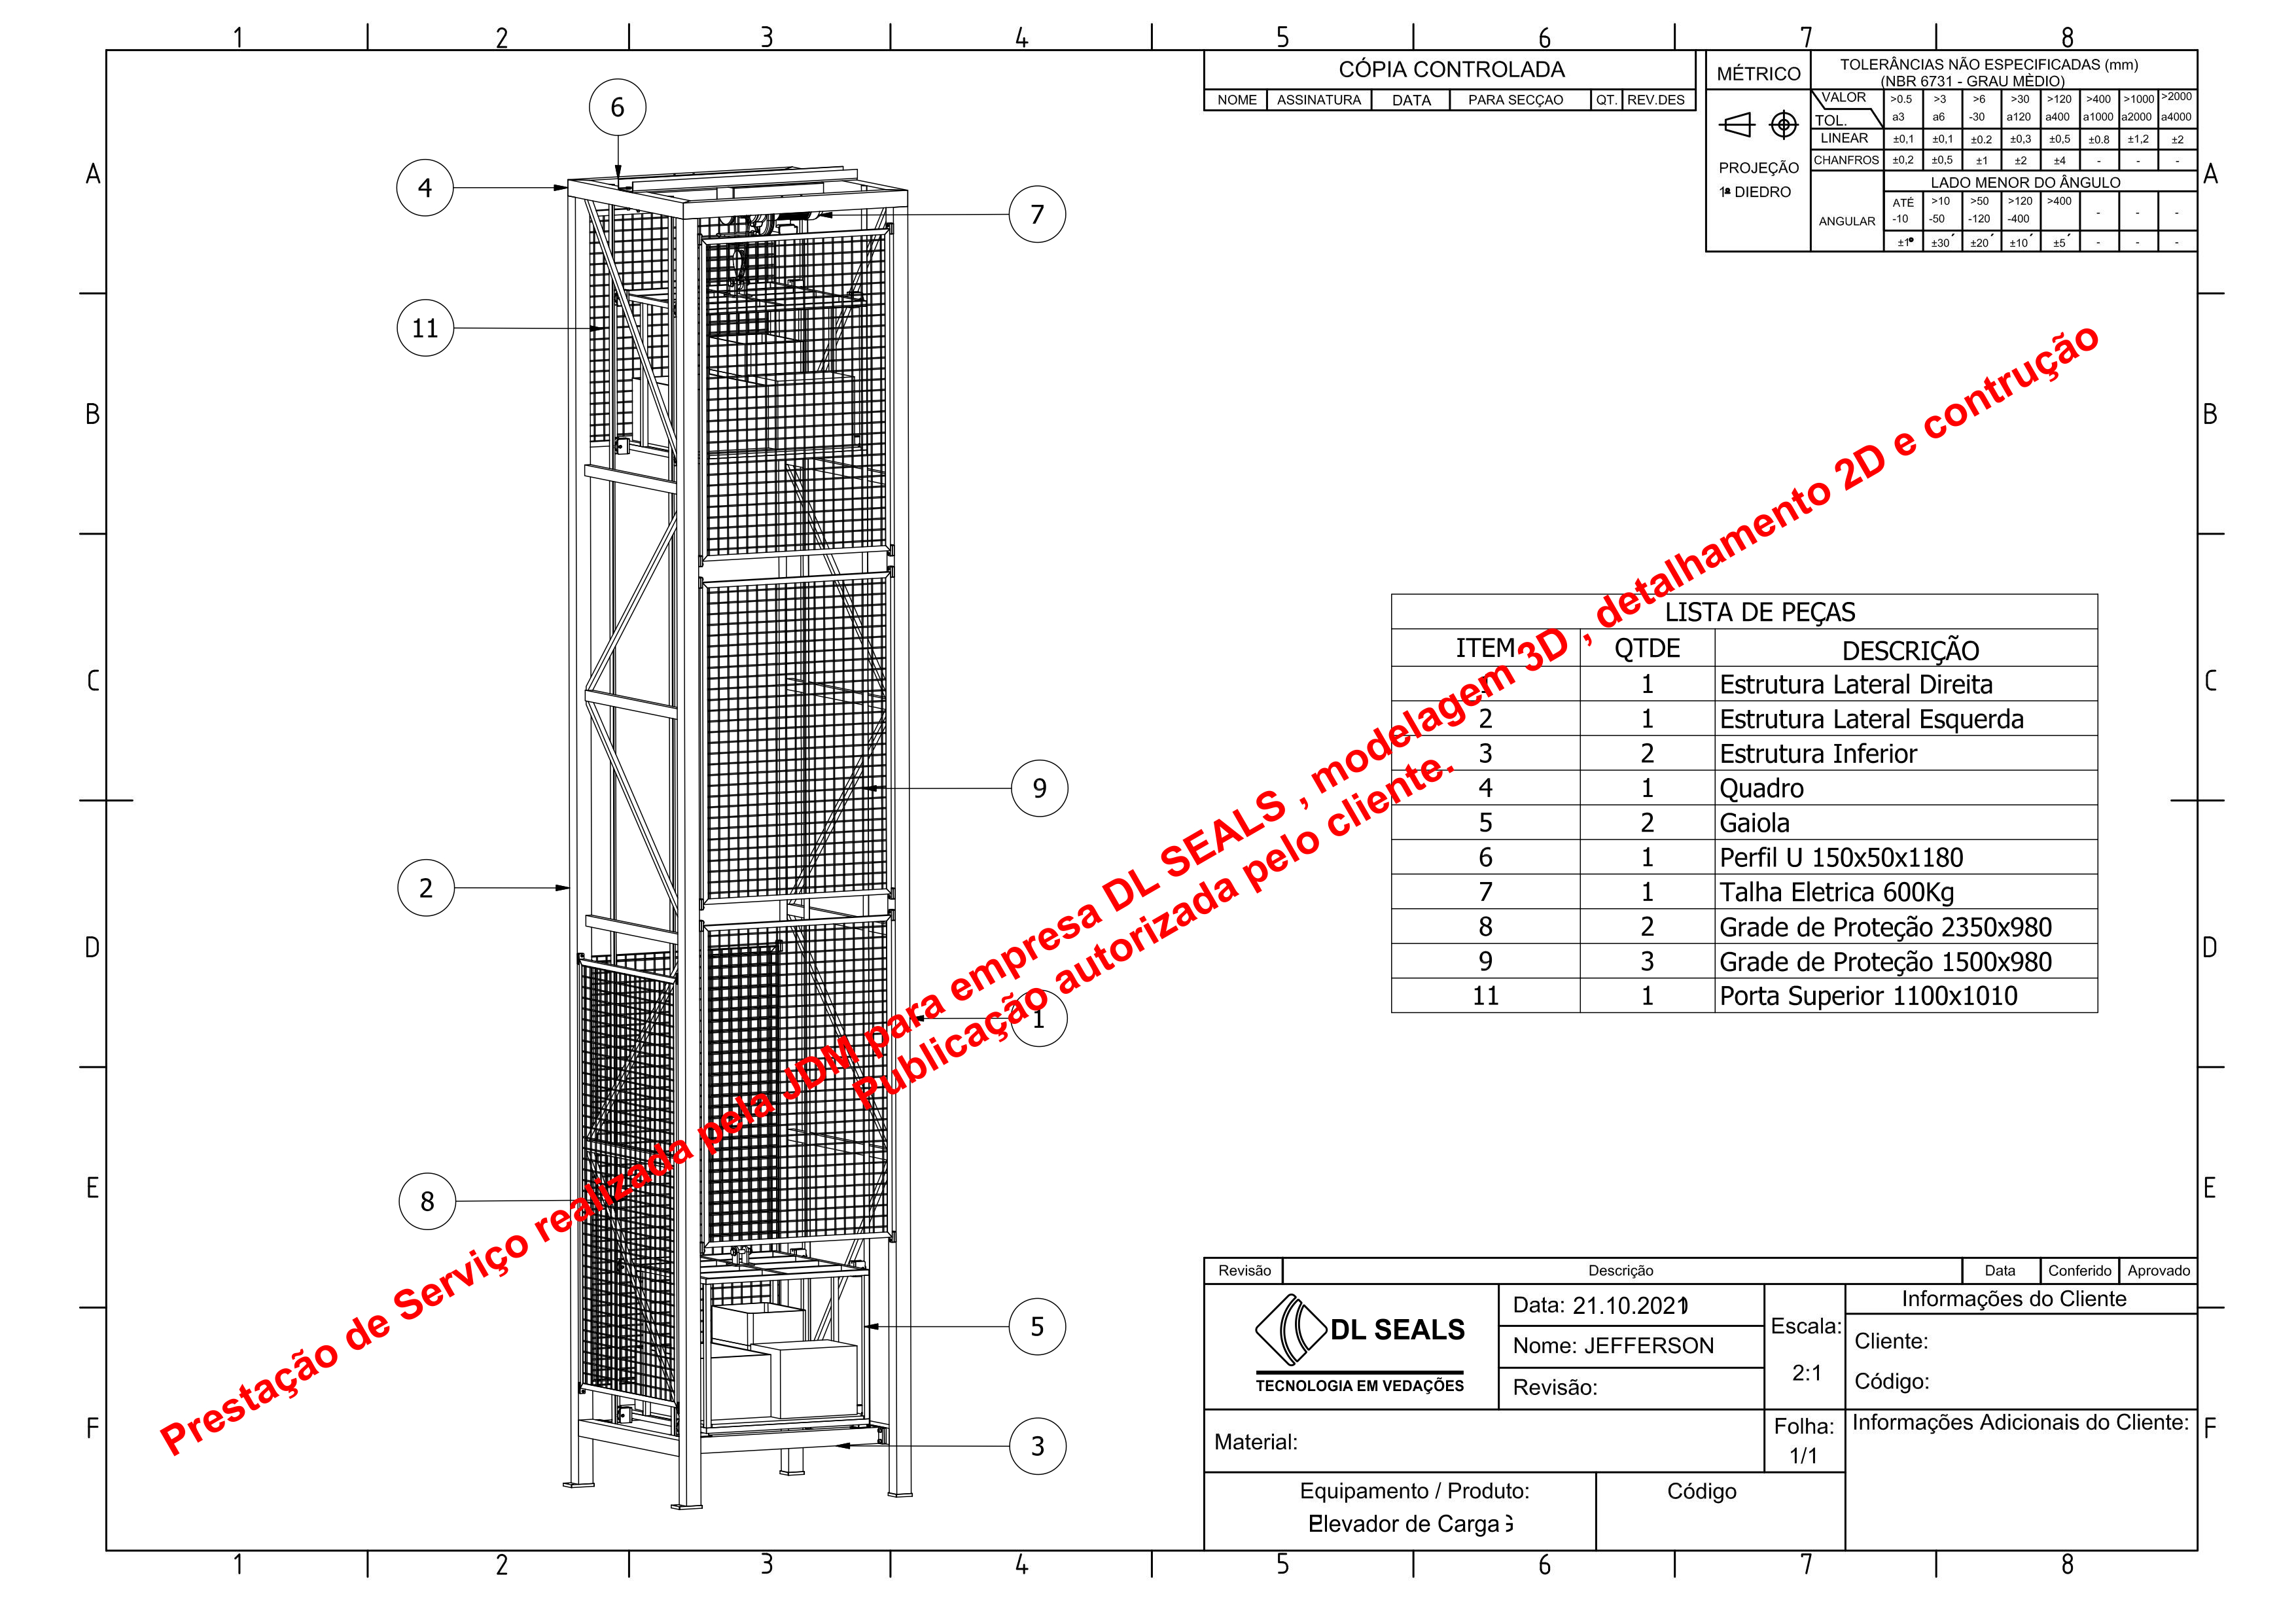 1 2 3 4 5 6 7 8
CÓPIA CONTROLADA
NOME ASSINATURA DATA PARA SECÇAO QT. REV.DES
MÉTRICO
PROJEÇÃO
1ª DIEDRO
TOLERÂNCIAS NÃO ESPECIFICADAS (mm)
(NBR 6731 - GRAU MÈDIO)
VALOR >0.5 >3 >6 >30 >120 >400 >1000 >2000
TOL. a3 a6 -30 a120 a400 a1000 a2000 a4000
LINEAR ±0,1 ±0,1 ±0.2 ±0,3 ±0,5 ±0.8 ±1,2 ±2
CHANFROS ±0,2 ±0,5 ±1 ±2 ±4 - - -
LADO MENOR DO ÂNGULO
ANGULAR
ATÉ >10 >50 >120 >400
-10 -50 -120 -400 - - -
±1° ±30´ ±20´ ±10´ ±5´ - - -
A A
B B
C C
D D
E E
F F
6
4
7
11
9
2
1
8
5
3
LISTA DE PEÇAS
ITEM QTDE DESCRIÇÃO
1 1 Estrutura Lateral Direita
2 1 Estrutura Lateral Esquerda
3 2 Estrutura Inferior
4 1 Quadro
5 2 Gaiola
6 1 Perfil U 150x50x1180
7 1 Talha Eletrica 600Kg
8 2 Grade de Proteção 2350x980
9 3 Grade de Proteção 1500x980
11 1 Porta Superior 1100x1010
Prestação de Serviço realizada pela JDM para empresa DL SEALS , modelagem 3D , detalhamento 2D e contrução
Publicação autorizada pelo cliente.
Revisão Descrição Data Conferido Aprovado
DL SEALS
TECNOLOGIA EM VEDAÇÕES
Data: 21.10.2021
Nome: JEFFERSON
Revisão:
Escala:
2:1
Informações do Cliente
Cliente:
Código:
Material:
Folha:
1/1
Informações Adicionais do Cliente:
Equipamento / Produto:
Elevador de Carga
Código
1 2 3 4 5 6 7 8